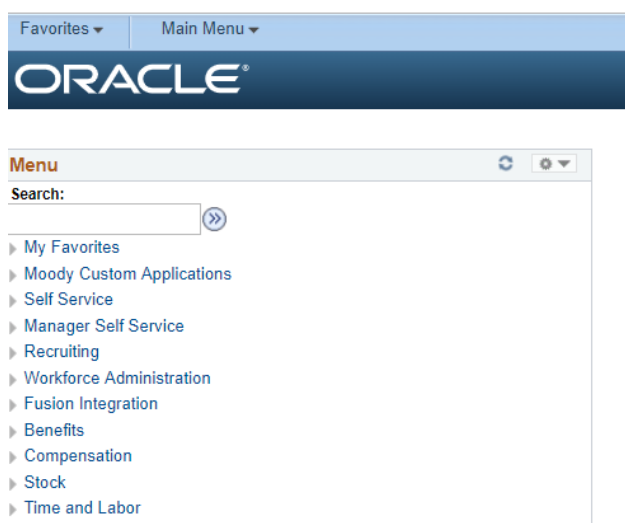 Favorites Main Menu
ORACLE®
Menu
Search:
My Favorites
Moody Custom Applications
Self Service
Manager Self Service
Recruiting
Workforce Administration
Fusion Integration
Benefits
Compensation
Stock
Time and Labor